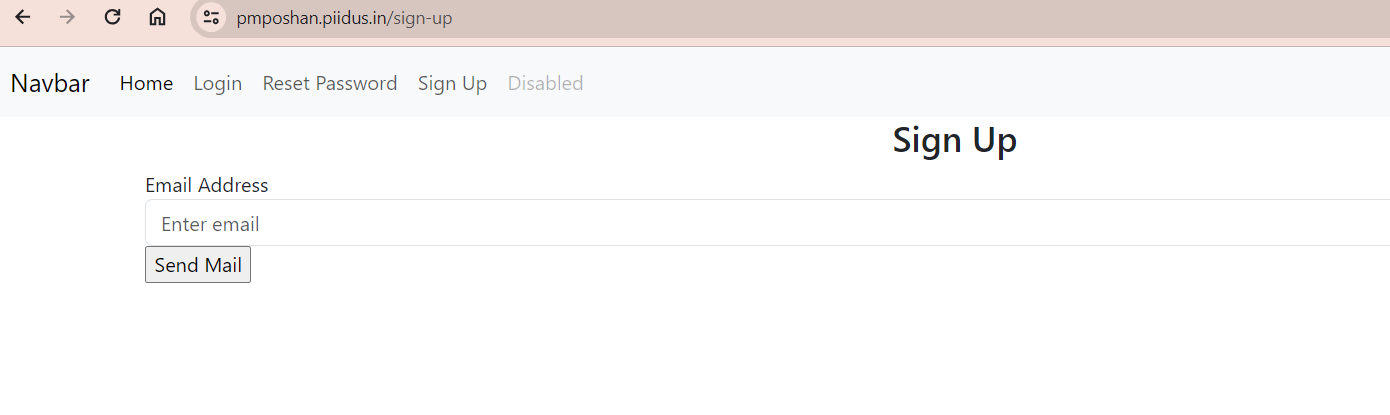 pmposhan.piidus.in/sign-up
Navbar Home Login Reset Password Sign Up Disabled
Sign Up
Email Address
Enter email
Send Mail